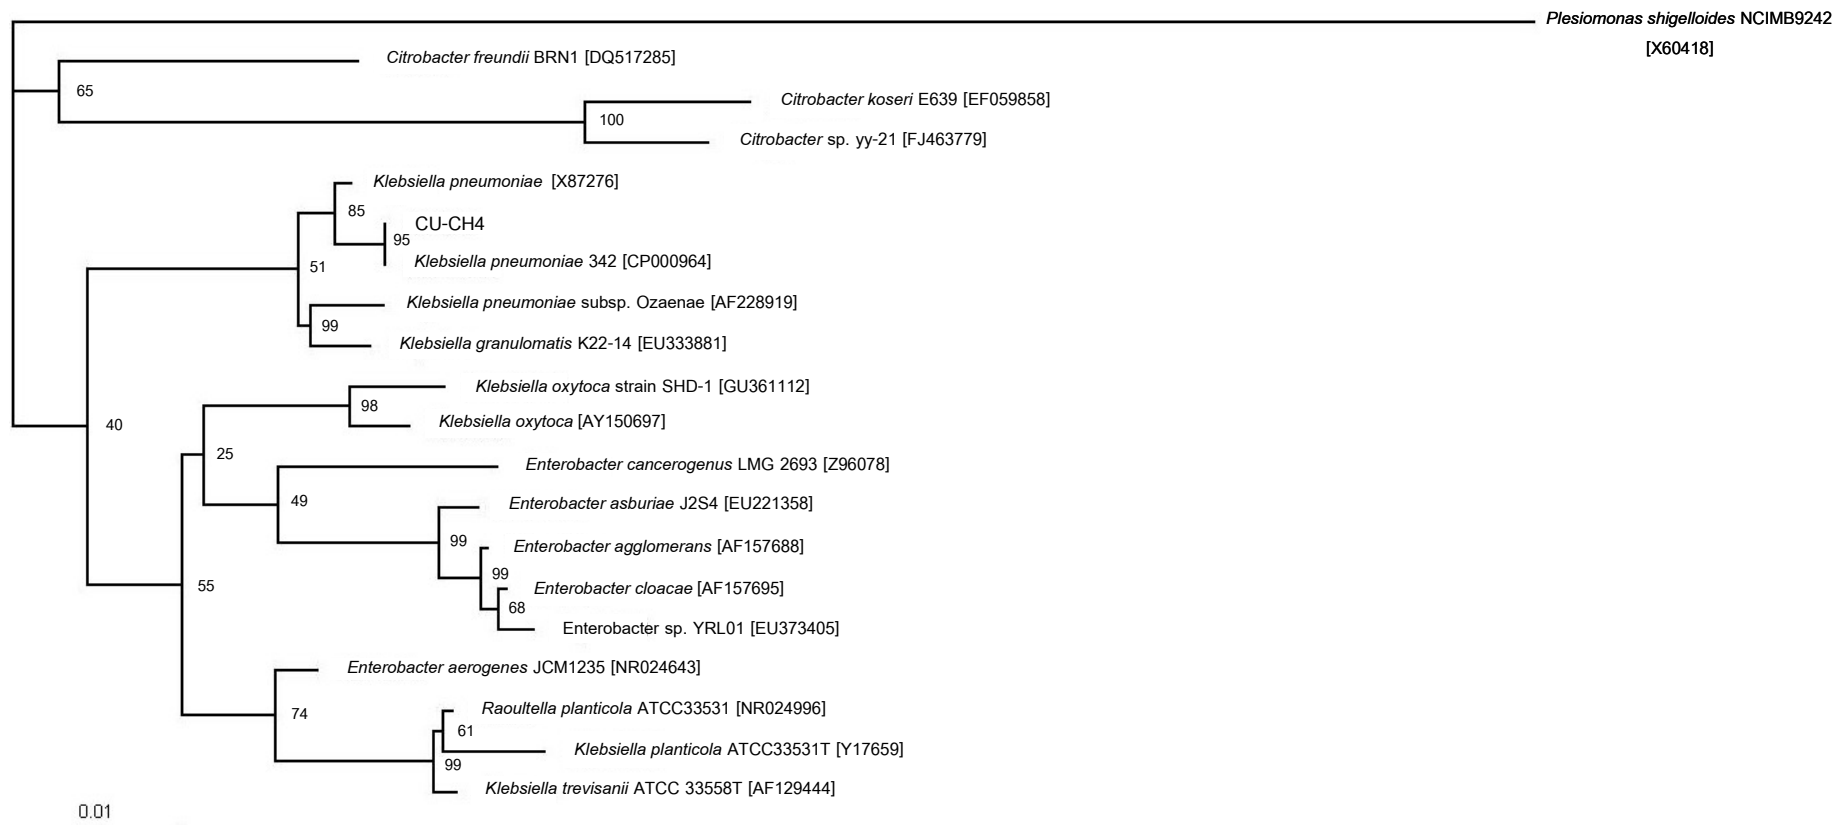 Plesiomonas shigelloides NCIMB9242
[X60418]
Citrobacter freundii BRN1 [DQ517285]
65
Citrobacter koseri E639 [EF059858]
100
Citrobacter sp. yy-21 [FJ463779]
Klebsiella pneumoniae [X87276]
85
CU-CH4
95
Klebsiella pneumoniae 342 [CP000964]
51
Klebsiella pneumoniae subsp. Ozaenae [AF228919]
99
Klebsiella granulomatis K22-14 [EU333881]
Klebsiella oxytoca strain SHD-1 [GU361112]
98
Klebsiella oxytoca [AY150697]
40
25
Enterobacter cancerogenus LMG 2693 [Z96078]
49
Enterobacter asburiae J2S4 [EU221358]
99
Enterobacter agglomerans [AF157688]
99
Enterobacter cloacae [AF157695]
55
68
Enterobacter sp. YRL01 [EU373405]
Enterobacter aerogenes JCM1235 [NR024643]
74
Raoultella planticola ATCC33531 [NR024996]
61
Klebsiella planticola ATCC33531T [Y17659]
99
Klebsiella trevisanii ATCC 33558T [AF129444]
0.01